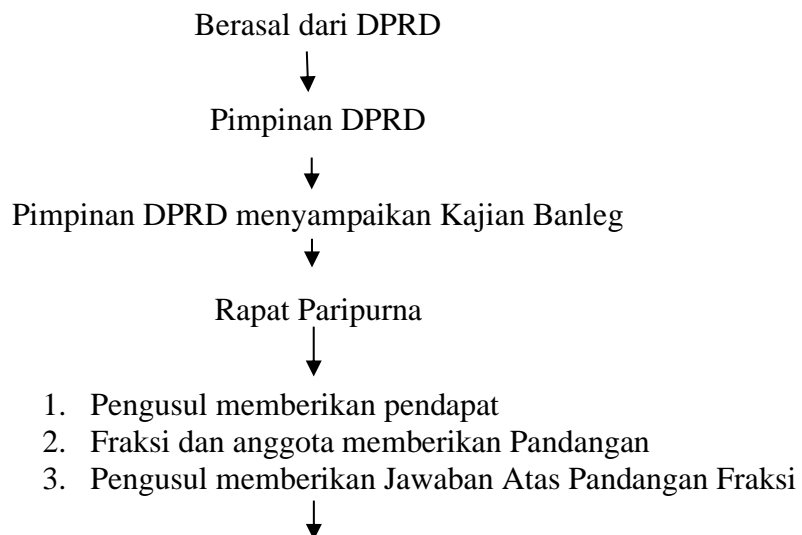 Berasal dari DPRD
Pimpinan DPRD
Pimpinan DPRD menyampaikan Kajian Banleg
Rapat Paripurna
1. Pengusul memberikan pendapat
2. Fraksi dan anggota memberikan Pandangan
3. Pengusul memberikan Jawaban Atas Pandangan Fraksi